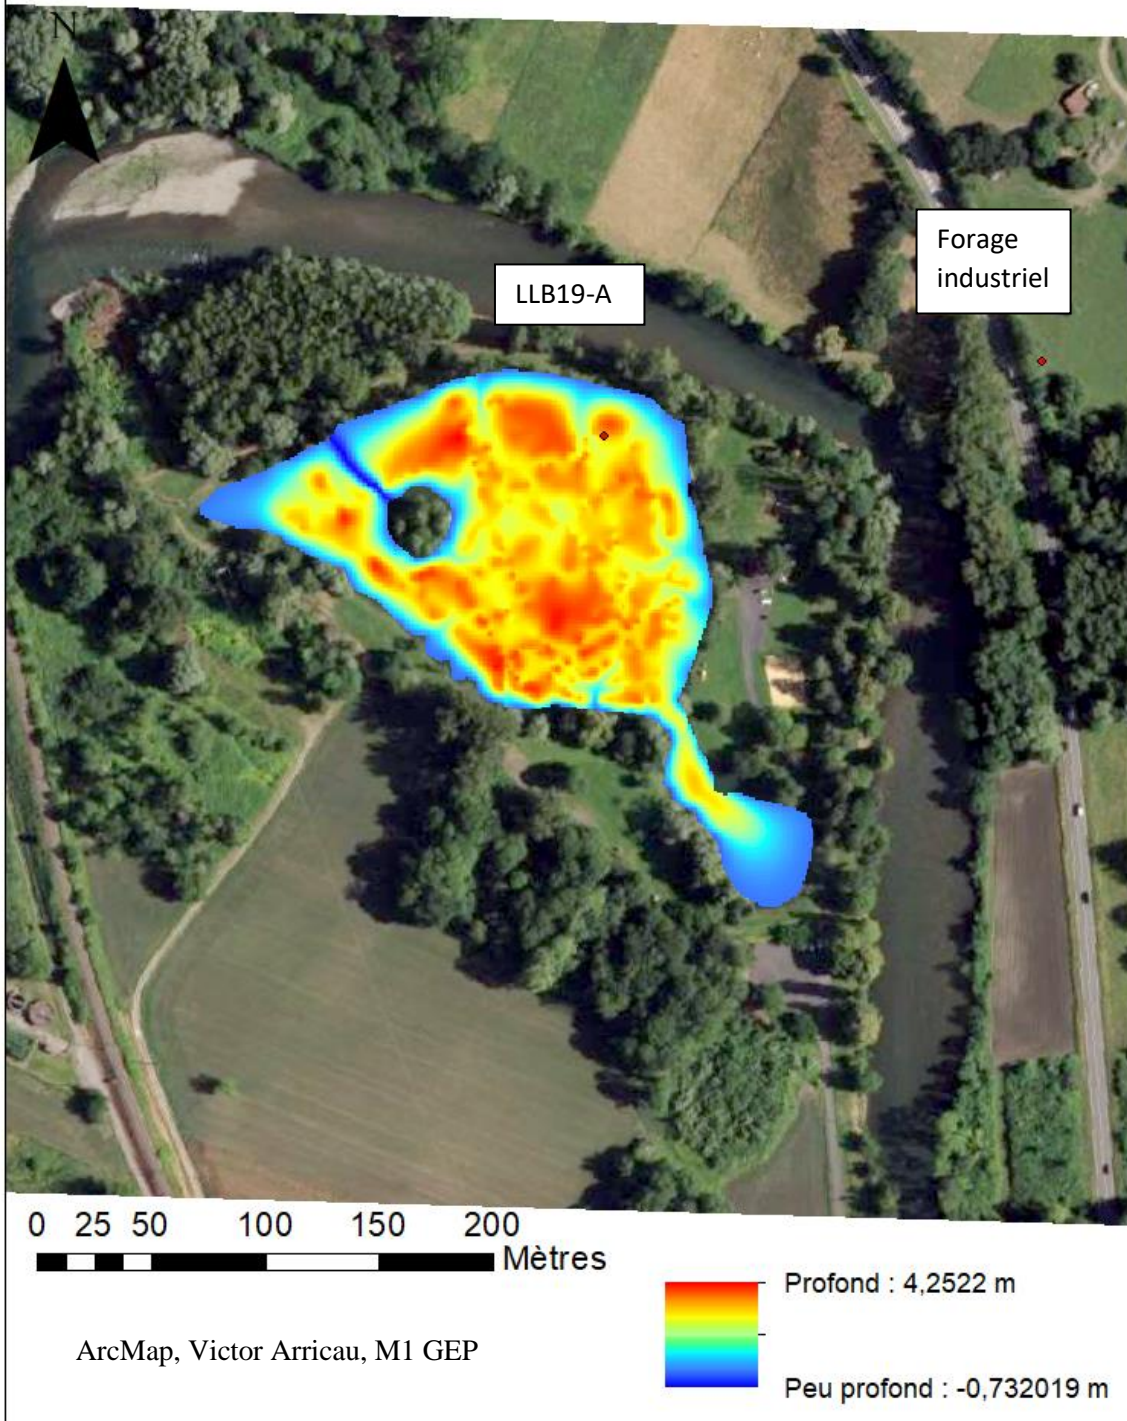 N
Forage
industriel
LLB19-A
0 25 50 100 150 200
Mètres
Profond : 4,2522 m
ArcMap, Victor Arricau, M1 GEP
Peu profond : -0,732019 m